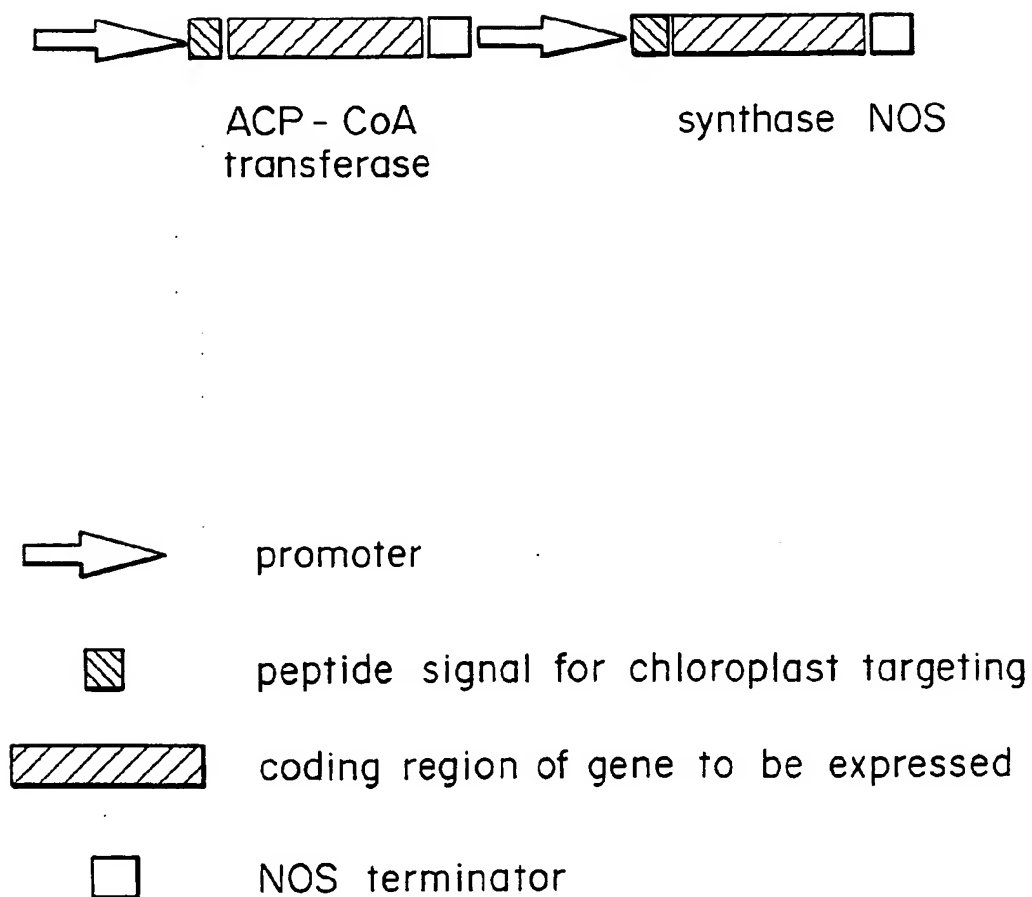 ACP - CoA
transferase
synthase NOS
promoter
peptide signal for chloroplast targeting
coding region of gene to be expressed
NOS terminator